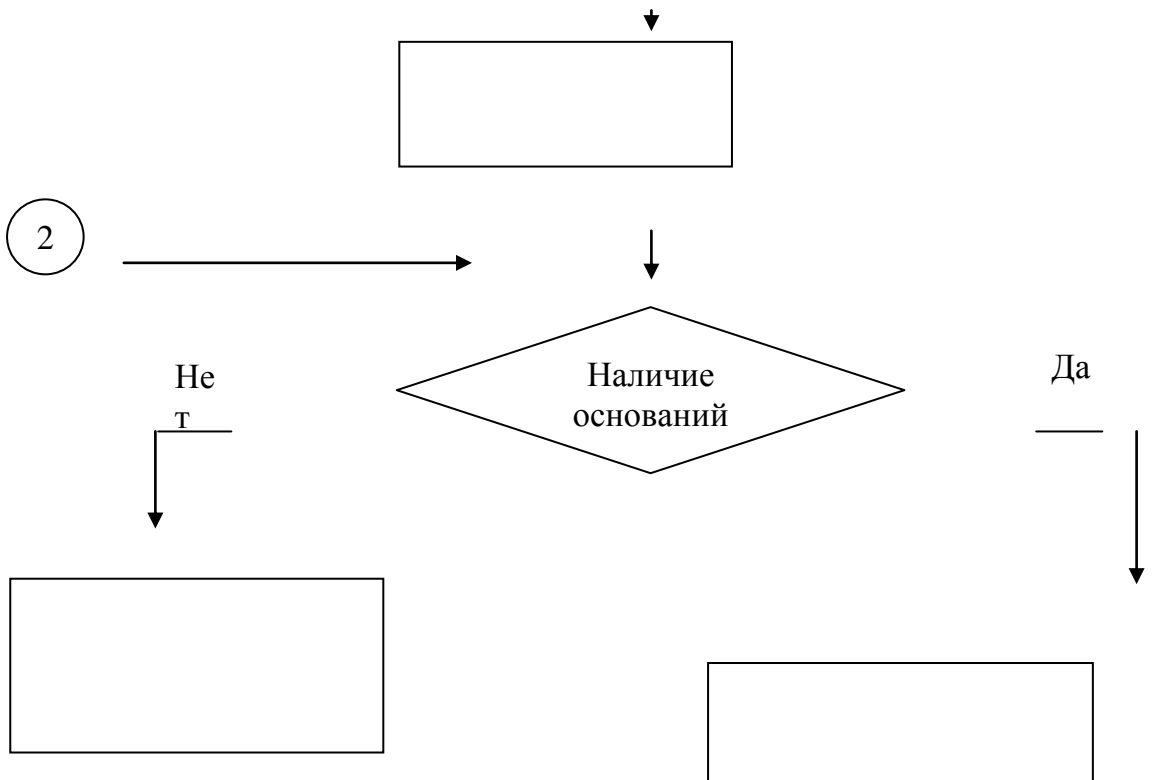 2
Не
т
Наличие
оснований
Да